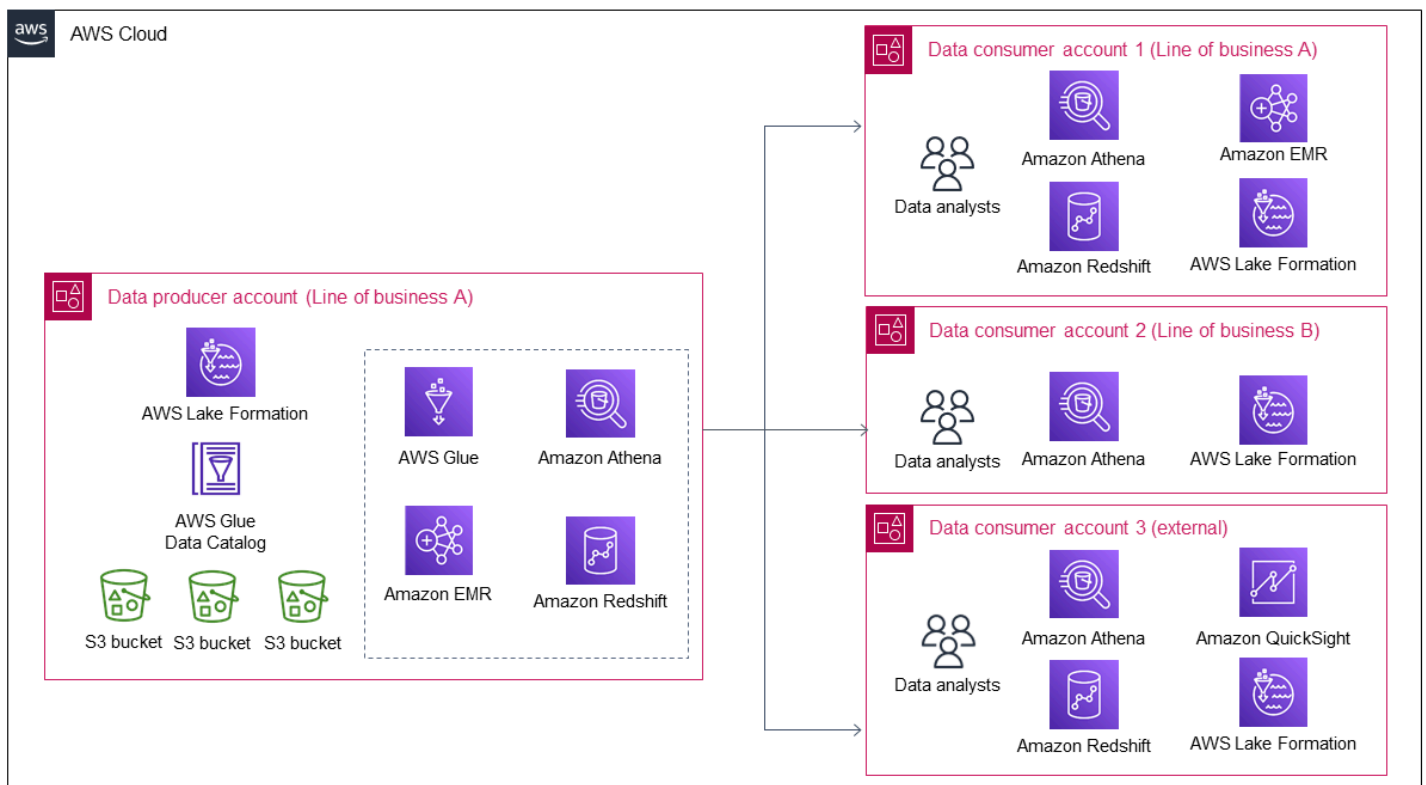 aws
AWS Cloud
Data producer account (Line of business A)
AWS Lake Formation
AWS Glue
Data Catalog
S3 bucket
S3 bucket
S3 bucket
AWS Glue
Amazon Athena
Amazon EMR
Amazon Redshift
Data consumer account 1 (Line of business A)
Data analysts
Amazon Athena
Amazon EMR
Amazon Redshift
AWS Lake Formation
Data consumer account 2 (Line of business B)
Data analysts
Amazon Athena
AWS Lake Formation
Data consumer account 3 (external)
Data analysts
Amazon Athena
Amazon QuickSight
Amazon Redshift
AWS Lake Formation